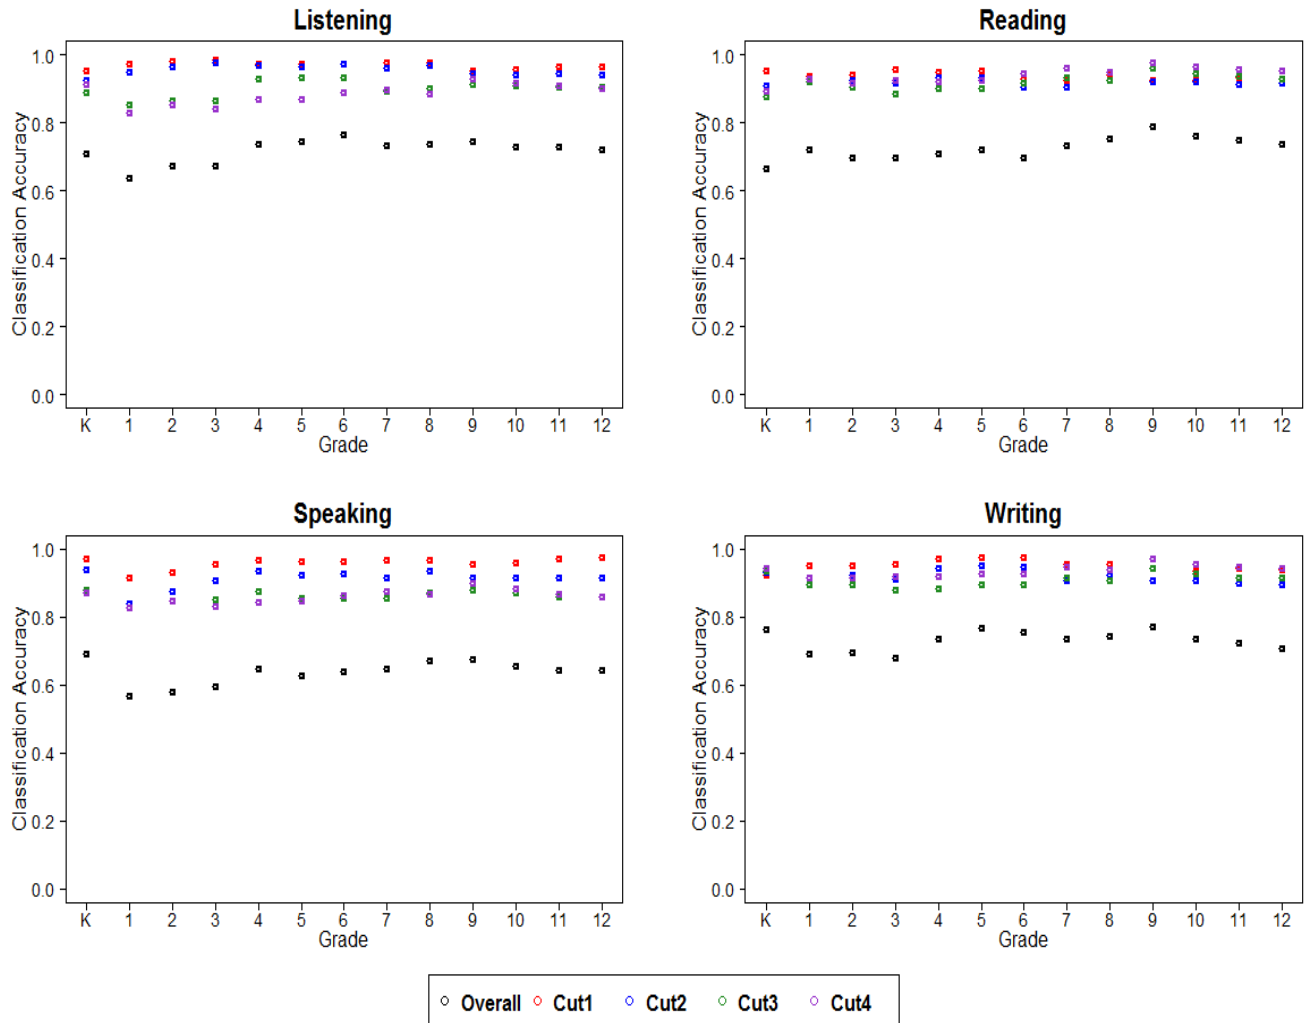 Listening
Classification Accuracy
1.0
0.8
0.6
0.4
0.2
0.0
K 1 2 3 4 5 6 7 8 9 10 11 12
Grade
Reading
Classification Accuracy
1.0
0.8
0.6
0.4
0.2
0.0
K 1 2 3 4 5 6 7 8 9 10 11 12
Grade
Speaking
Classification Accuracy
1.0
0.8
0.6
0.4
0.2
0.0
K 1 2 3 4 5 6 7 8 9 10 11 12
Grade
Writing
Classification Accuracy
1.0
0.8
0.6
0.4
0.2
0.0
K 1 2 3 4 5 6 7 8 9 10 11 12
Grade
Overall Cut1 Cut2 Cut3 Cut4